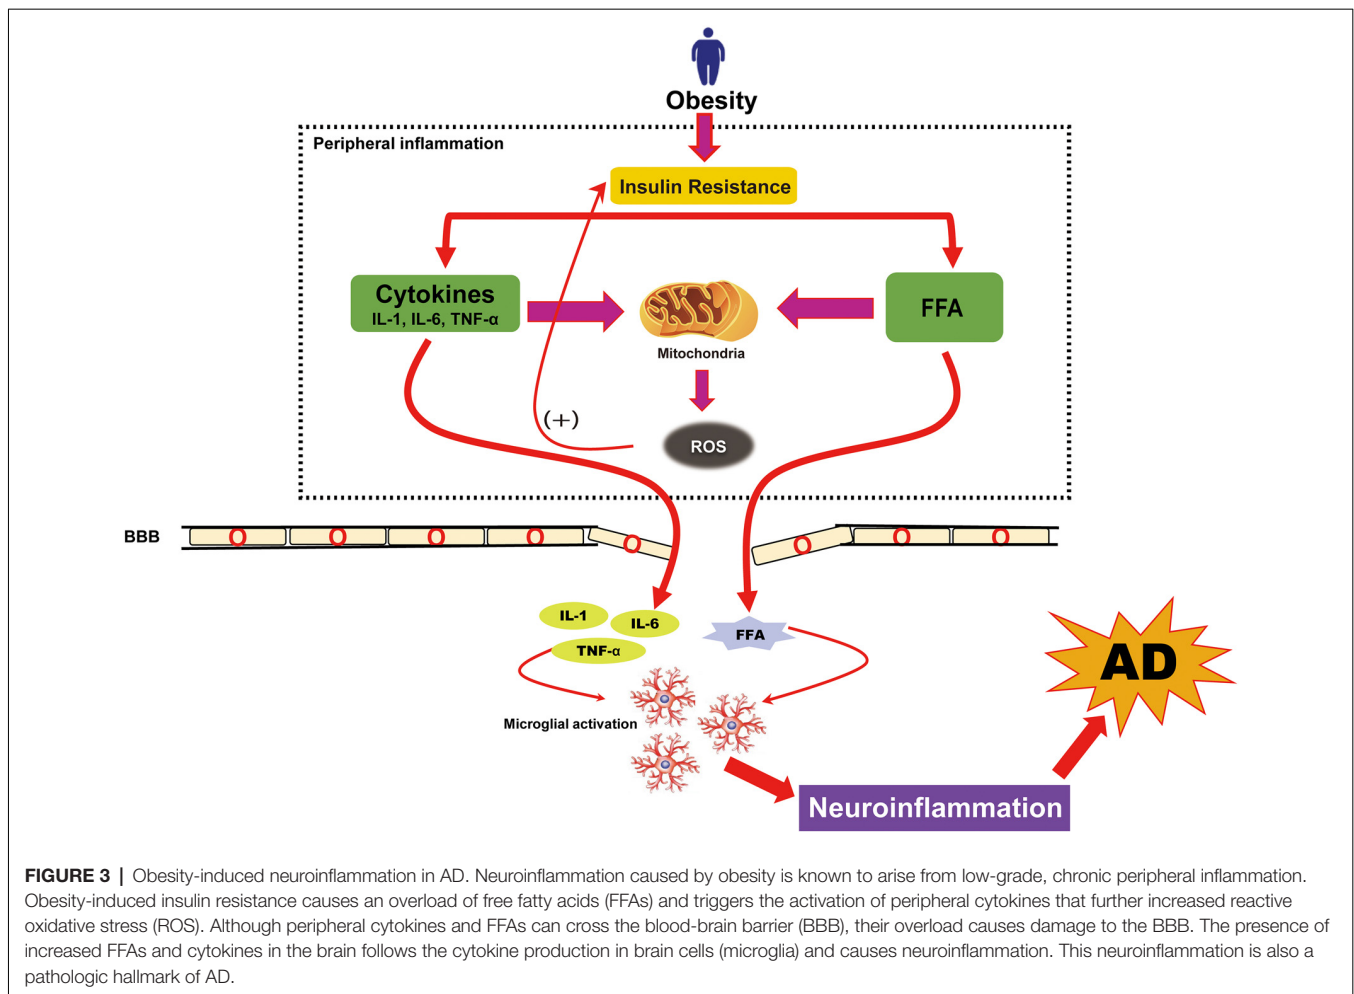 Obesity
Peripheral inflammation
Insulin Resistance
Cytokines
IL-1, IL-6, TNF-α
FFA
Mitochondria
(+)
ROS
BBB
IL-1
IL-6
TNF-α
FFA
Microglial activation
AD
Neuroinflammation
FIGURE 3 | Obesity-induced neuroinflammation in AD. Neuroinflammation caused by obesity is known to arise from low-grade, chronic peripheral inflammation.
Obesity-induced insulin resistance causes an overload of free fatty acids (FFAs) and triggers the activation of peripheral cytokines that further increased reactive
oxidative stress (ROS). Although peripheral cytokines and FFAs can cross the blood-brain barrier (BBB), their overload causes damage to the BBB. The presence of
increased FFAs and cytokines in the brain follows the cytokine production in brain cells (microglia) and causes neuroinflammation. This neuroinflammation is also a
pathologic hallmark of AD.